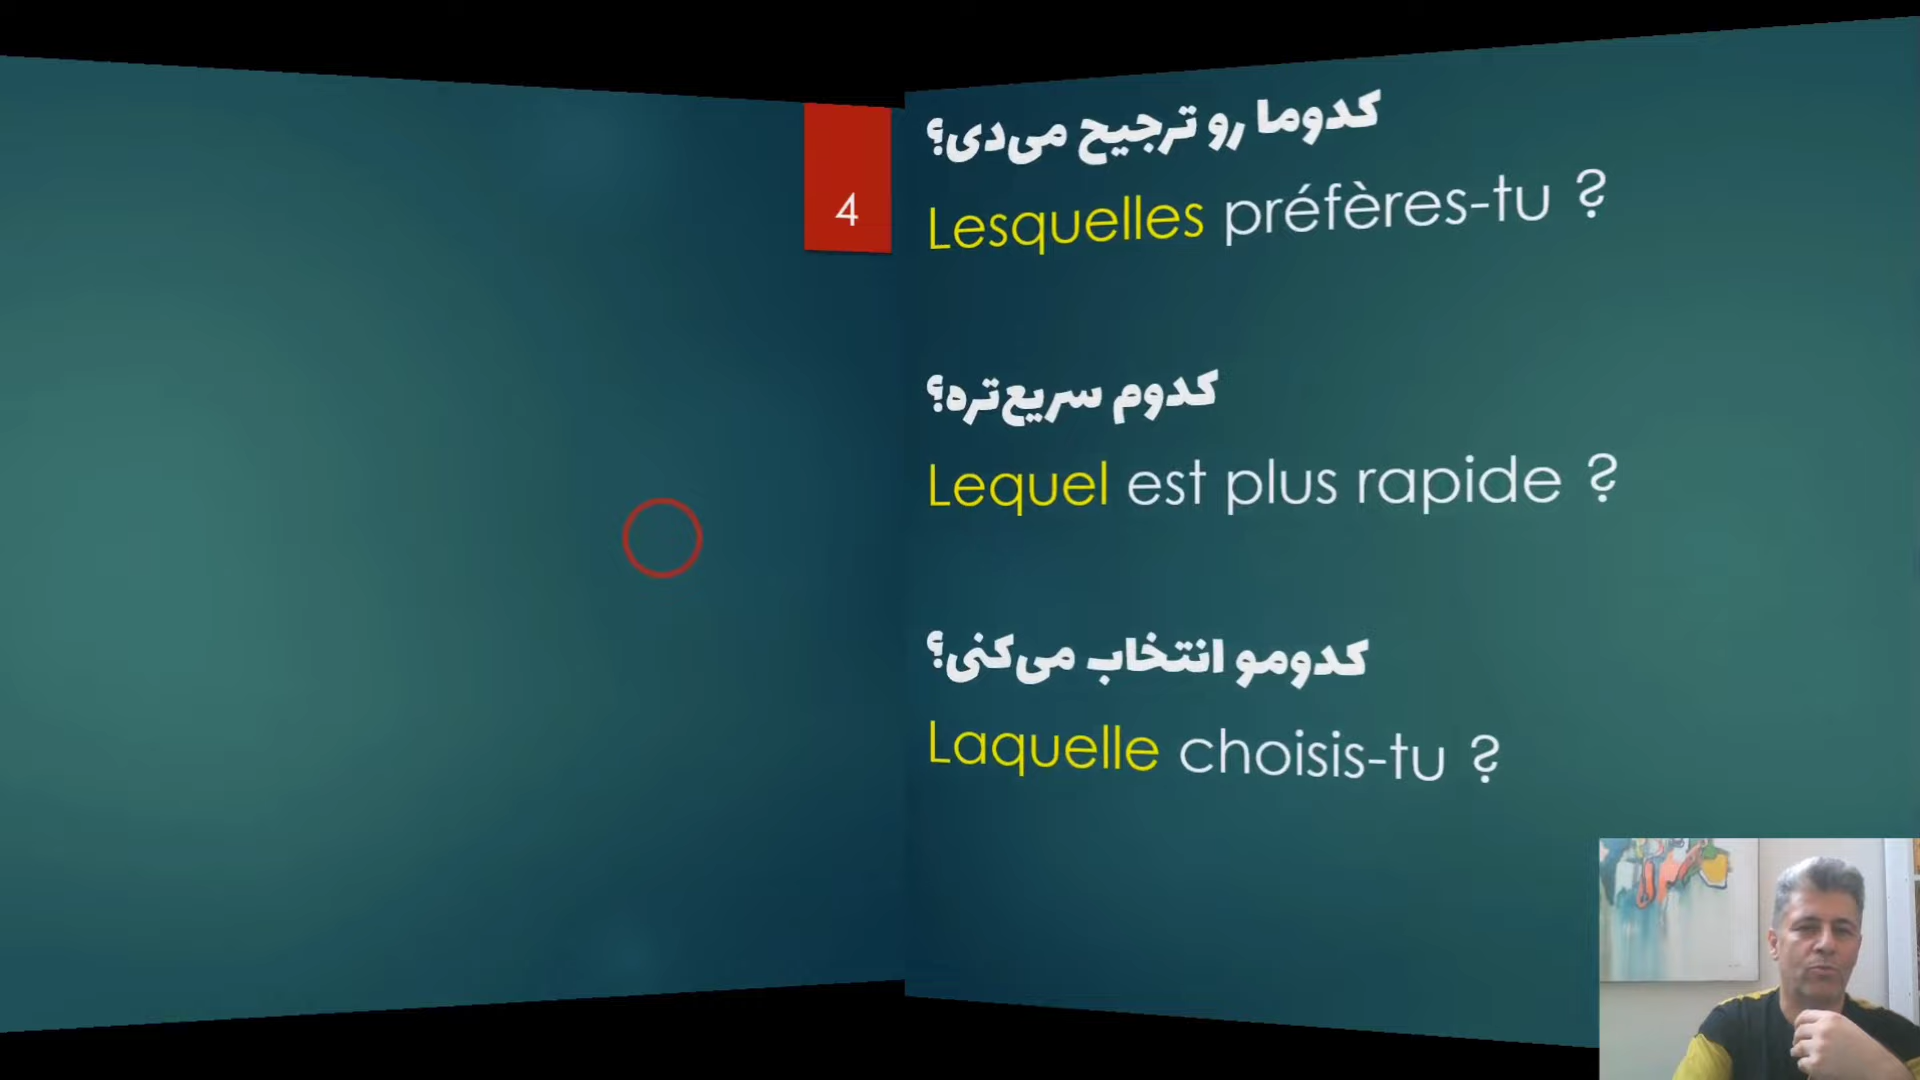 4
کدوما رو ترجیح می‌دی؟
Lesquelles préfères-tu ?
کدوم سریع‌تره؟
Lequel est plus rapide ?
کدومو انتخاب می‌کنی؟
Laquelle choisis-tu ?